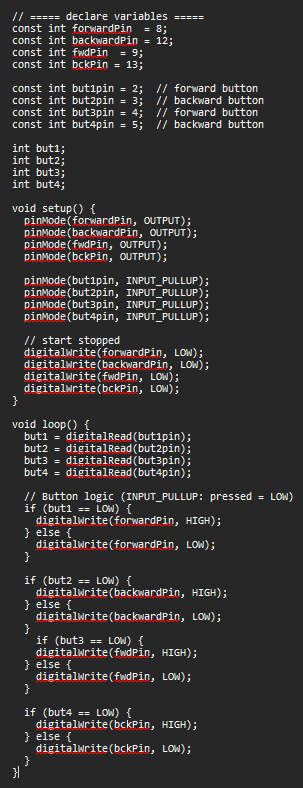 // ===== declare variables =====
const int forwardPin  = 8;
const int backwardPin = 12;
const int fwdPin  = 9;
const int bckPin = 13;

const int but1pin = 2;  // forward button
const int but2pin = 3;  // backward button
const int but3pin = 4;  // forward button
const int but4pin = 5;  // backward button

int but1;
int but2;
int but3;
int but4;

void setup() {
  pinMode(forwardPin, OUTPUT);
  pinMode(backwardPin, OUTPUT);
  pinMode(fwdPin, OUTPUT);
  pinMode(bckPin, OUTPUT);

  pinMode(but1pin, INPUT_PULLUP);
  pinMode(but2pin, INPUT_PULLUP);
  pinMode(but3pin, INPUT_PULLUP);
  pinMode(but4pin, INPUT_PULLUP);

  // start stopped
  digitalWrite(forwardPin, LOW);
  digitalWrite(backwardPin, LOW);
  digitalWrite(fwdPin, LOW);
  digitalWrite(bckPin, LOW);
}

void loop() {
  but1 = digitalRead(but1pin);
  but2 = digitalRead(but2pin);
  but3 = digitalRead(but3pin);
  but4 = digitalRead(but4pin);

  // Button logic (INPUT_PULLUP: pressed = LOW)
  if (but1 == LOW) {
    digitalWrite(forwardPin, HIGH);
  } else {
    digitalWrite(forwardPin, LOW);
  }

  if (but2 == LOW) {
    digitalWrite(backwardPin, HIGH);
  } else {
    digitalWrite(backwardPin, LOW);
  }
    if (but3 == LOW) {
    digitalWrite(fwdPin, HIGH);
  } else {
    digitalWrite(fwdPin, LOW);
  }

  if (but4 == LOW) {
    digitalWrite(bckPin, HIGH);
  } else {
    digitalWrite(bckPin, LOW);
  }
}